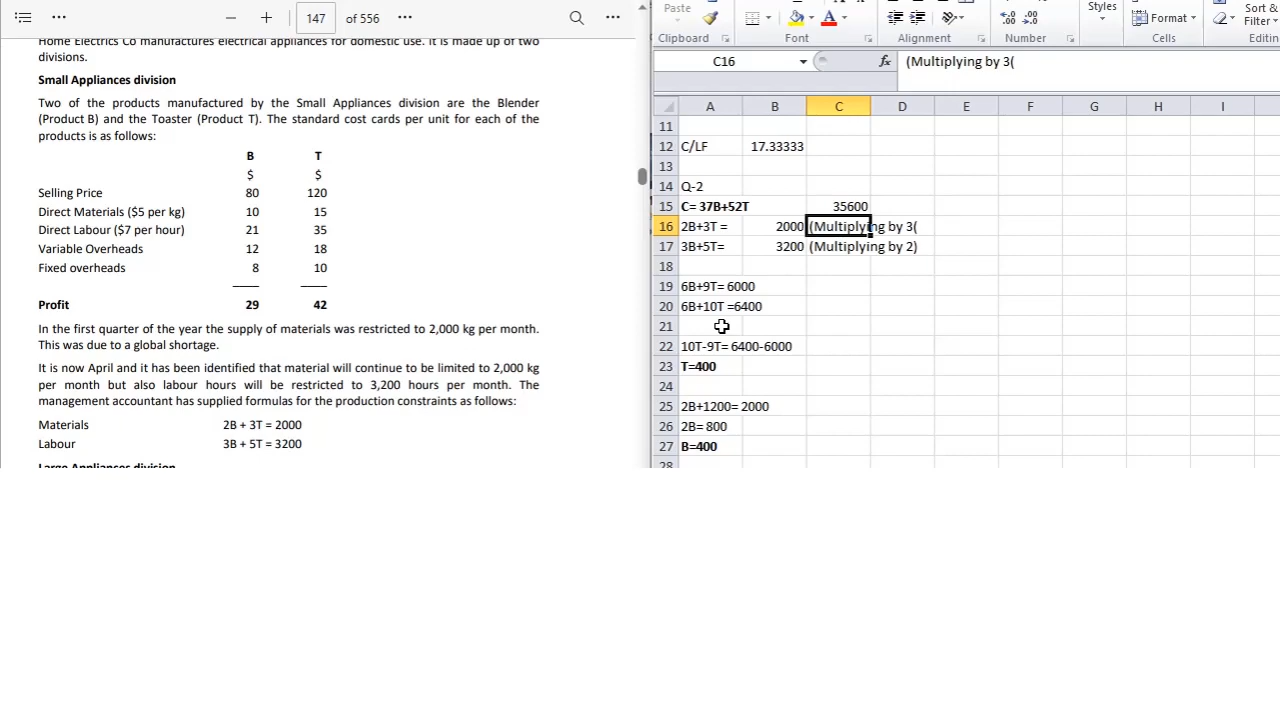 147 of 556
Home Electrics Co manufactures electrical appliances for domestic use. It is made up of two
divisions.
Small Appliances division
Two of the products manufactured by the Small Appliances division are the Blender
(Product B) and the Toaster (Product T). The standard cost cards per unit for each of the
products is as follows:
B T
$ $
Selling Price 80 120
Direct Materials ($5 per kg) 10 15
Direct Labour ($7 per hour) 21 35
Variable Overheads 12 18
Fixed overheads 8 10
Profit 29 42
In the first quarter of the year the supply of materials was restricted to 2,000 kg per month.
This was due to a global shortage.
It is now April and it has been identified that material will continue to be limited to 2,000 kg
per month but also labour hours will be restricted to 3,200 hours per month. The
management accountant has supplied formulas for the production constraints as follows:
Materials 2B + 3T = 2000
Labour 3B + 5T = 3200
Large Appliances division
Paste
Styles
Format
Sort &
Filter
Clipboard Font Alignment Number Cells Editin
C16 fx (Multiplying by 3(
A B C D E F G H I
11
12 C/LF 17.33333
13
14 Q-2
15 C= 37B+52T 35600
16 2B+3T = 2000 (Multiplying by 3(
17 3B+5T= 3200 (Multiplying by 2)
18
19 6B+9T= 6000
20 6B+10T =6400
21
22 10T-9T= 6400-6000
23 T=400
24
25 2B+1200= 2000
26 2B= 800
27 B=400
28